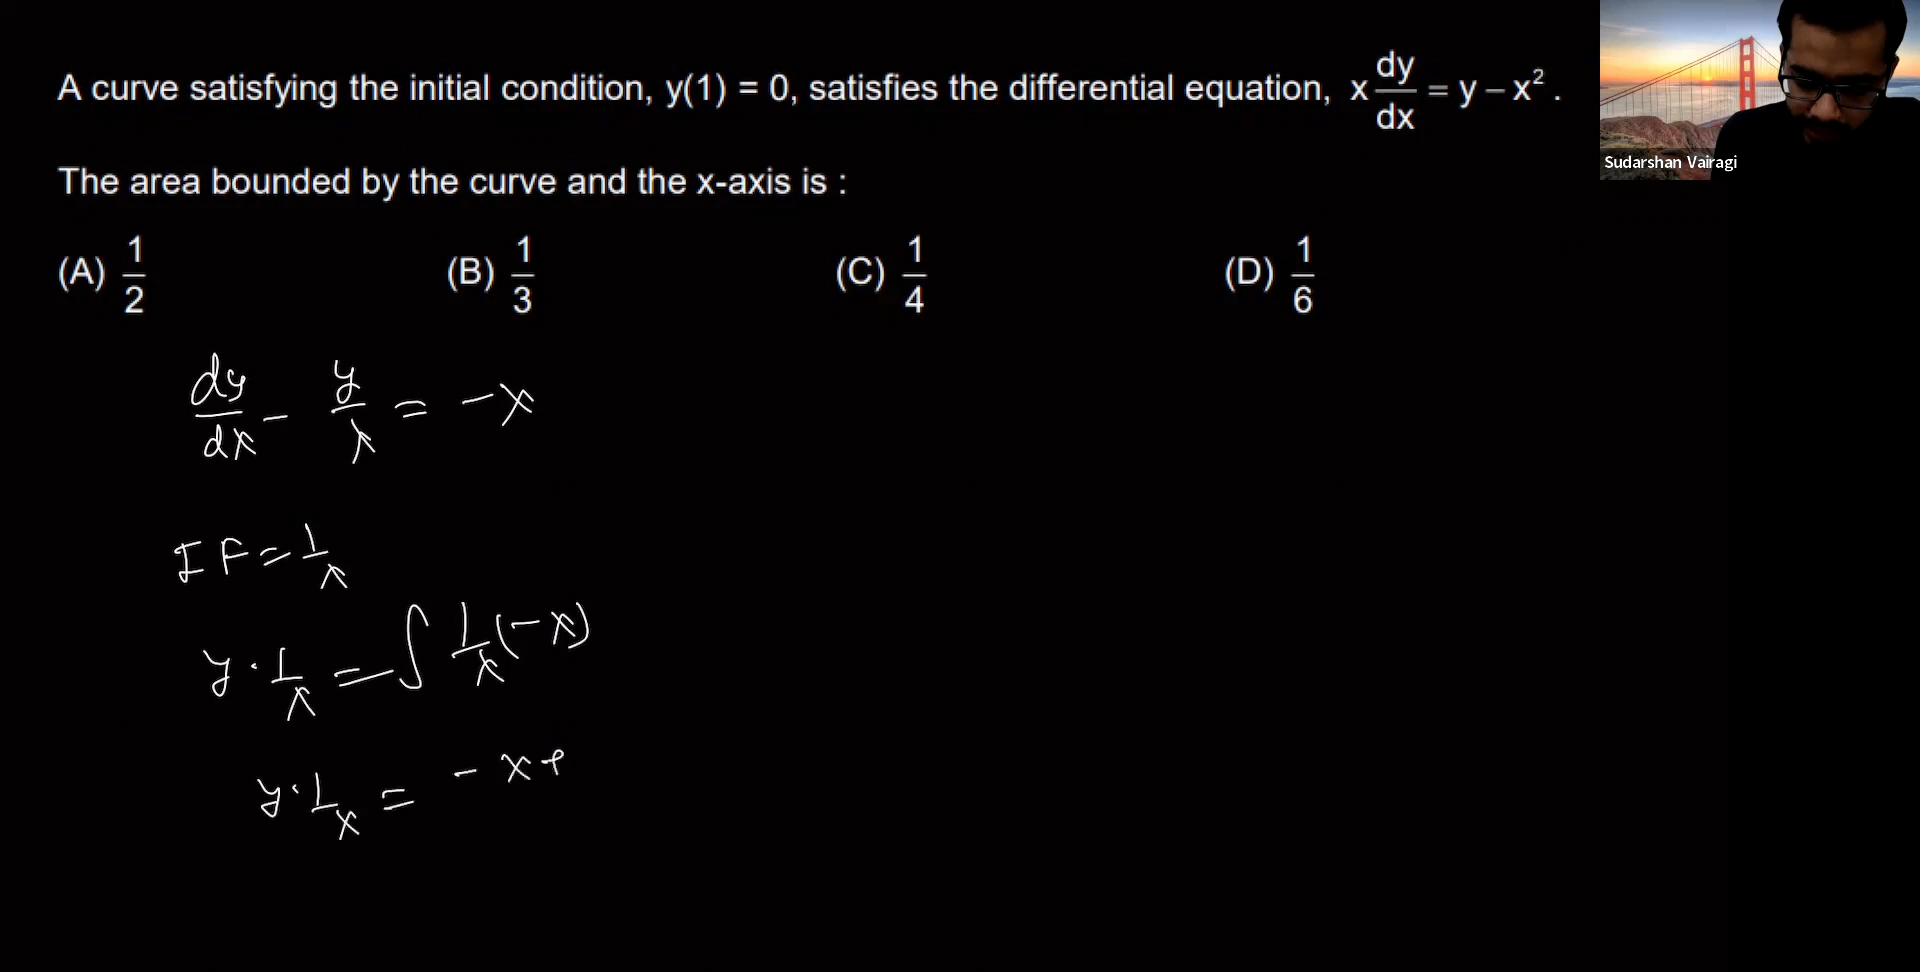 A curve satisfying the initial condition, y(1) = 0, satisfies the differential equation, x dy/dx = y – x².
The area bounded by the curve and the x-axis is :
(A) 1/2 (B) 1/3 (C) 1/4 (D) 1/6
dy/dx - y/x = -x
IF = 1/x
y · 1/x = ∫ 1/x (-x)
y · 1/x = - x +
Sudarshan Vairagi